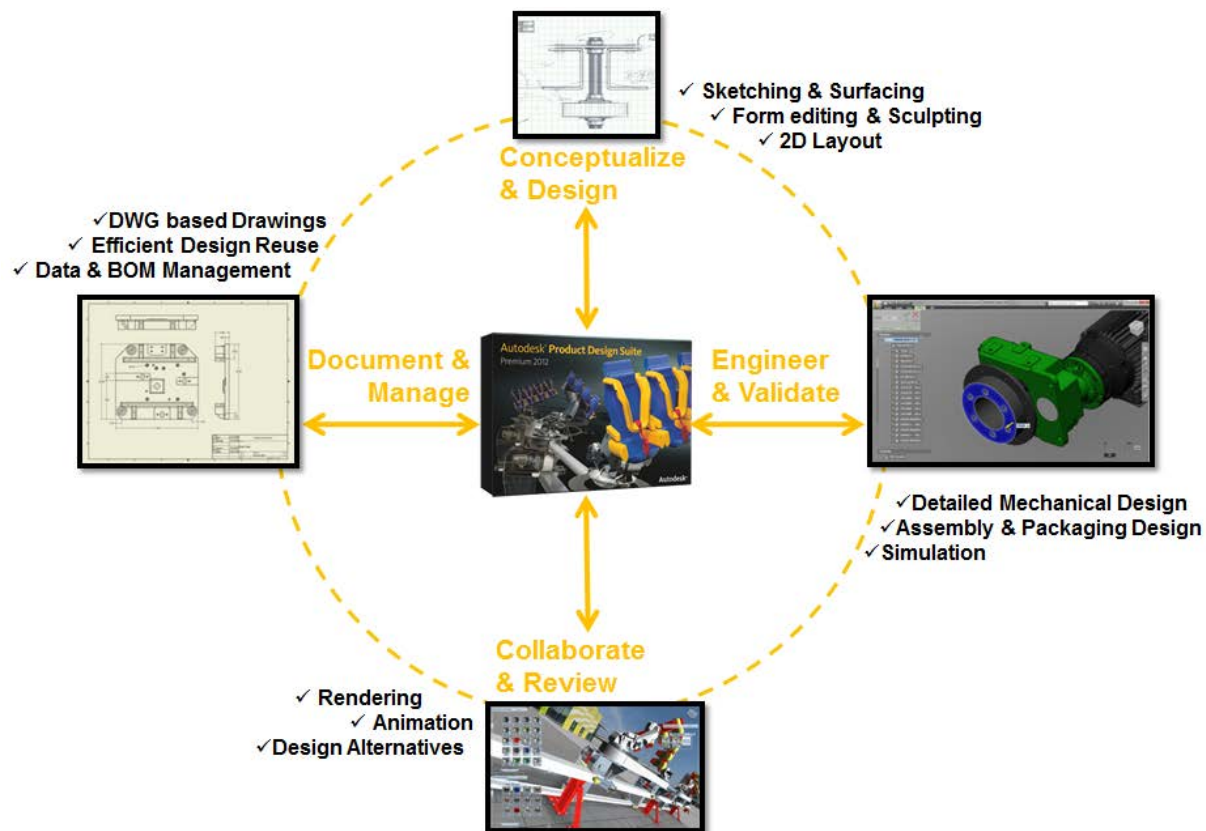 ✓ Sketching & Surfacing
✓ Form editing & Sculpting
✓ 2D Layout
Conceptualize
& Design
✓DWG based Drawings
✓ Efficient Design Reuse
✓ Data & BOM Management
Document &
Manage
Autodesk® Product Design Suite
Premium 2012
Autodesk®
Engineer
& Validate
✓Detailed Mechanical Design
✓Assembly & Packaging Design
✓Simulation
Collaborate
& Review
✓ Rendering
✓ Animation
✓Design Alternatives